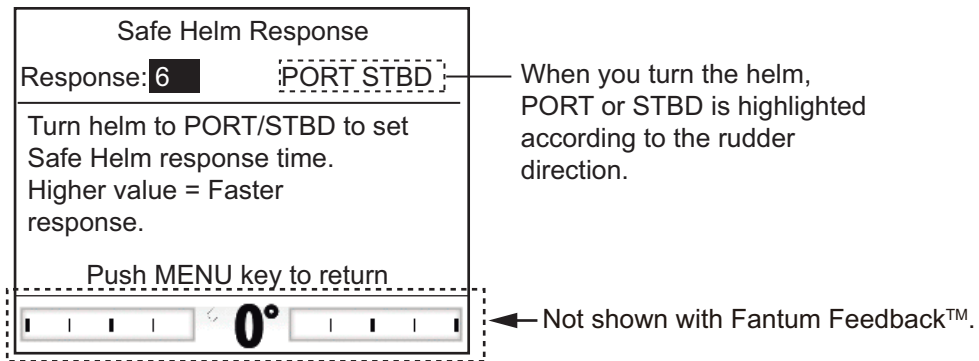 Safe Helm Response
Response: 6 PORT STBD
When you turn the helm,
PORT or STBD is highlighted
according to the rudder
direction.
Turn helm to PORT/STBD to set
Safe Helm response time.
Higher value = Faster
response.
Push MENU key to return
0°
Not shown with Fantum Feedback™.